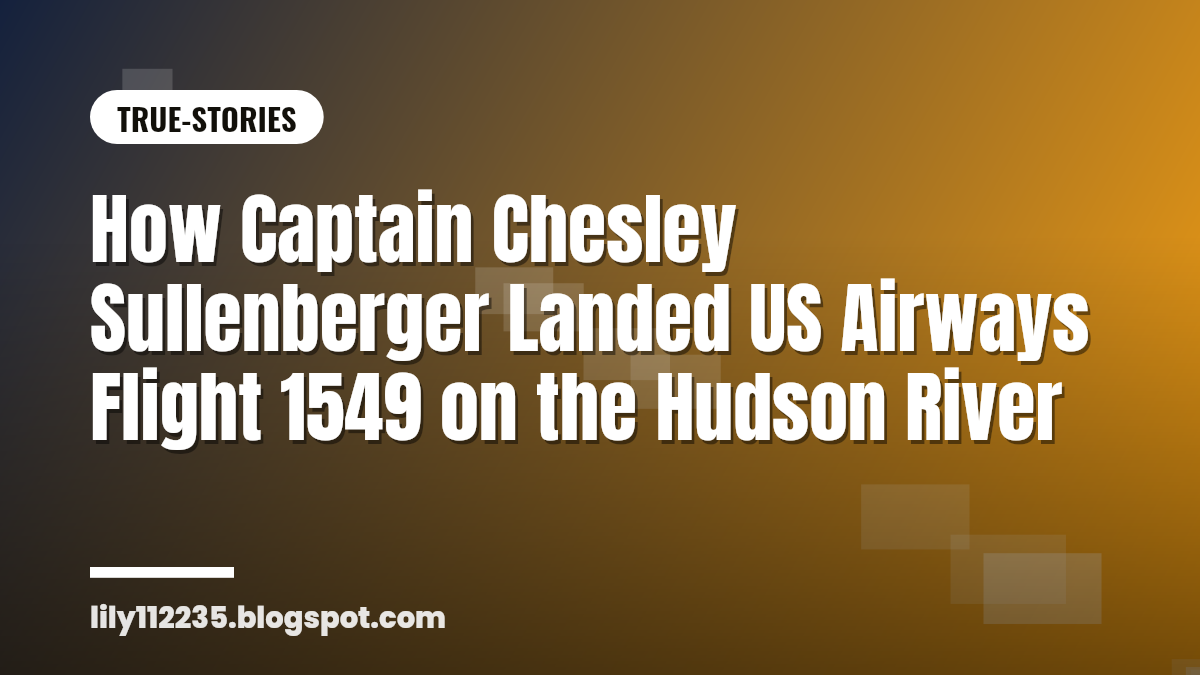 TRUE-STORIES
How Captain Chesley
Sullenberger Landed US Airways
Flight 1549 on the Hudson River
lily112235.blogspot.com